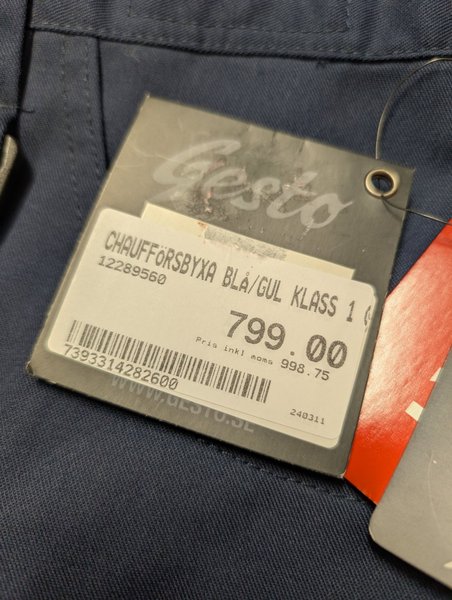 Gesto
CHAUFFöRSBYXA BLÅ/GUL KLASS 1
12289560
799.00
Pris inkl moms 998.75
7393314282600
240311
WWW.GESTO.SE